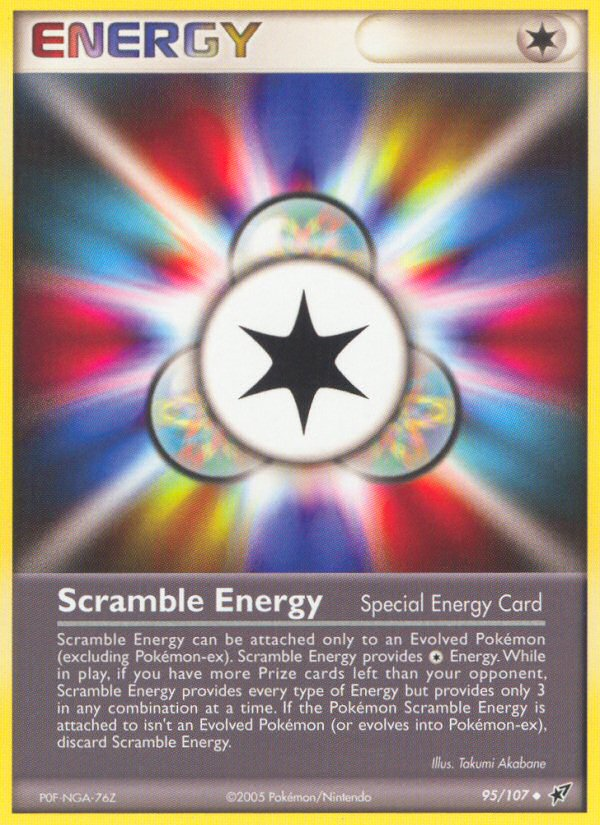 ENERGY
Scramble Energy Special Energy Card
Scramble Energy can be attached only to an Evolved Pokémon
(excluding Pokémon-ex). Scramble Energy provides Energy. While
in play, if you have more Prize cards left than your opponent,
Scramble Energy provides every type of Energy but provides only 3
in any combination at a time. If the Pokémon Scramble Energy is
attached to isn't an Evolved Pokémon (or evolves into Pokémon-ex),
discard Scramble Energy.
Illus. Takumi Akabane
POF-NGA-76Z ©2005 Pokémon/Nintendo 95/107